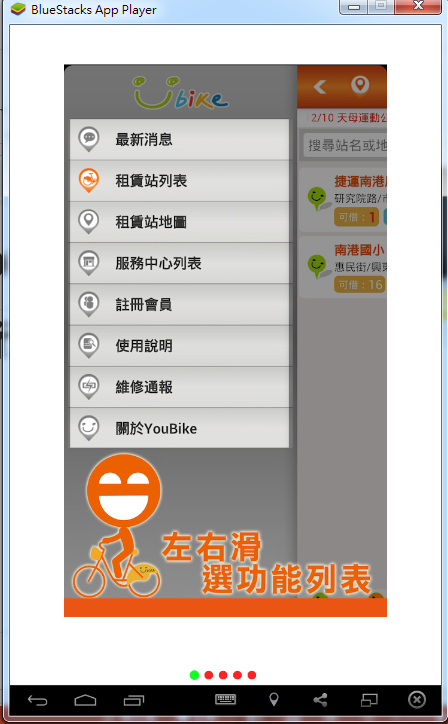 BlueStacks App Player
Ubike
最新消息
租賃站列表
租賃站地圖
服務中心列表
註冊會員
使用說明
維修通報
關於YouBike
2/10 天母運動公
搜尋站名或地
捷運南港
研究院路/市
可借：1
南港國小
惠民街/興東
可借：16
左右滑
選功能列表